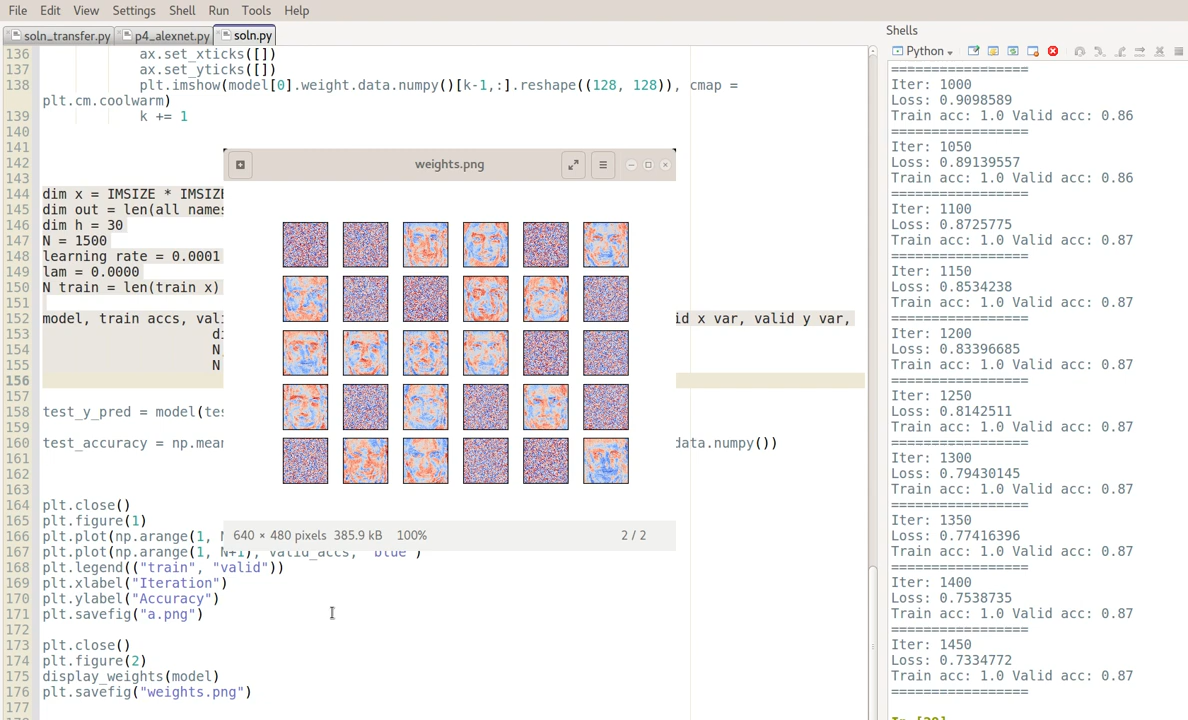 File Edit View Settings Shell Run Tools Help
soln_transfer.py p4_alexnet.py soln.py
Shells
Python
136 ax.set_xticks([])
137 ax.set_yticks([])
138 plt.imshow(model[0].weight.data.numpy()[k-1,:].reshape((128, 128)), cmap =
plt.cm.coolwarm)
139 k += 1
140
141
142
143
144 dim x = IMSIZE * IMSIZE
145 dim out = len(all names
146 dim h = 30
147 N = 1500
148 learning rate = 0.0001
149 lam = 0.0000
150 N train = len(train x)
151
152 model, train accs, vali id x var, valid y var,
153 di
154 N
155 N
156
157
158 test_y_pred = model(tes
159
160 test_accuracy = np.mean data.numpy())
161
162
163
164 plt.close()
165 plt.figure(1)
166 plt.plot(np.arange(1, N
167 plt.plot(np.arange(1, N+1), valid_accs, "blue")
168 plt.legend(("train", "valid"))
169 plt.xlabel("Iteration")
170 plt.ylabel("Accuracy")
171 plt.savefig("a.png")
172
173 plt.close()
174 plt.figure(2)
175 display_weights(model)
176 plt.savefig("weights.png")
177
weights.png
640 × 480 pixels 385.9 kB 100% 2 / 2
=================
Iter: 1000
Loss: 0.9098589
Train acc: 1.0 Valid acc: 0.86
=================
Iter: 1050
Loss: 0.89139557
Train acc: 1.0 Valid acc: 0.86
=================
Iter: 1100
Loss: 0.8725775
Train acc: 1.0 Valid acc: 0.87
=================
Iter: 1150
Loss: 0.8534238
Train acc: 1.0 Valid acc: 0.87
=================
Iter: 1200
Loss: 0.83396685
Train acc: 1.0 Valid acc: 0.87
=================
Iter: 1250
Loss: 0.8142511
Train acc: 1.0 Valid acc: 0.87
=================
Iter: 1300
Loss: 0.79430145
Train acc: 1.0 Valid acc: 0.87
=================
Iter: 1350
Loss: 0.77416396
Train acc: 1.0 Valid acc: 0.87
=================
Iter: 1400
Loss: 0.7538735
Train acc: 1.0 Valid acc: 0.87
=================
Iter: 1450
Loss: 0.7334772
Train acc: 1.0 Valid acc: 0.87
=================